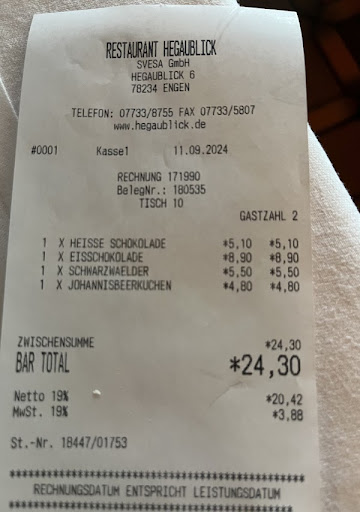 RESTAURANT HEGAUBLICK
SVESA GmbH
HEGAUBLICK 6
78234 ENGEN
TELEFON: 07733/8755 FAX 07733/5807
www.hegaublick.de
#0001 Kasse1 11.09.2024
RECHNUNG 171990
BelegNr.: 180535
TISCH 10
GASTZAHL 2
1 X HEISSE SCHOKOLADE *5,10 *5,10
1 X EISSCHOKOLADE *8,90 *8,90
1 X SCHWARZWAELDER *5,50 *5,50
1 X JOHANNISBEERKUCHEN *4,80 *4,80
ZWISCHENSUMME *24,30
BAR TOTAL *24,30
Netto 19% *20,42
MwSt. 19% *3,88
St.-Nr. 18447/01/53
RECHNUNGSDATUM ENTSPRICHT LEISTUNGSDATUM